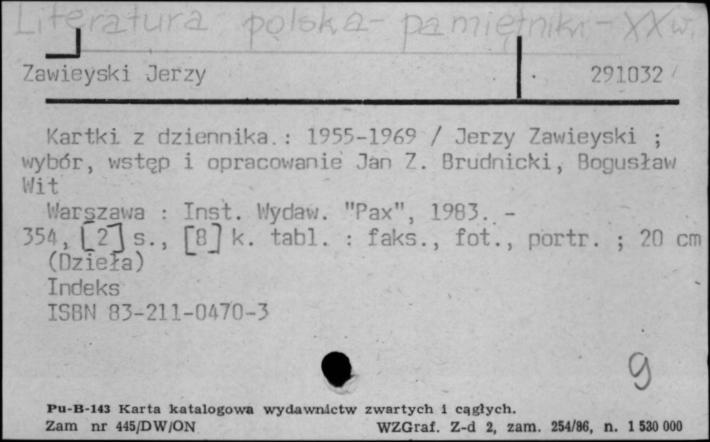 Literatura polska - pamiętniki - XX w.
Zawieyski Jerzy 291032
Kartki z dziennika : 1955-1969 / Jerzy Zawieyski ;
wybór, wstęp i opracowanie Jan Z. Brudnicki, Bogusław
Wit
Warszawa : Inst. Wydaw. "Pax", 1983. -
354, [2] s., [8] k. tabl. : faks., fot., portr. ; 20 cm
(Dzieła)
Indeks
ISBN 83-211-0470-3
9
Pu-B-143 Karta katalogowa wydawnictw zwartych i ciągłych.
Zam nr 445/DW/ON WZGraf. Z-d 2, zam. 254/86, n. 1 530 000